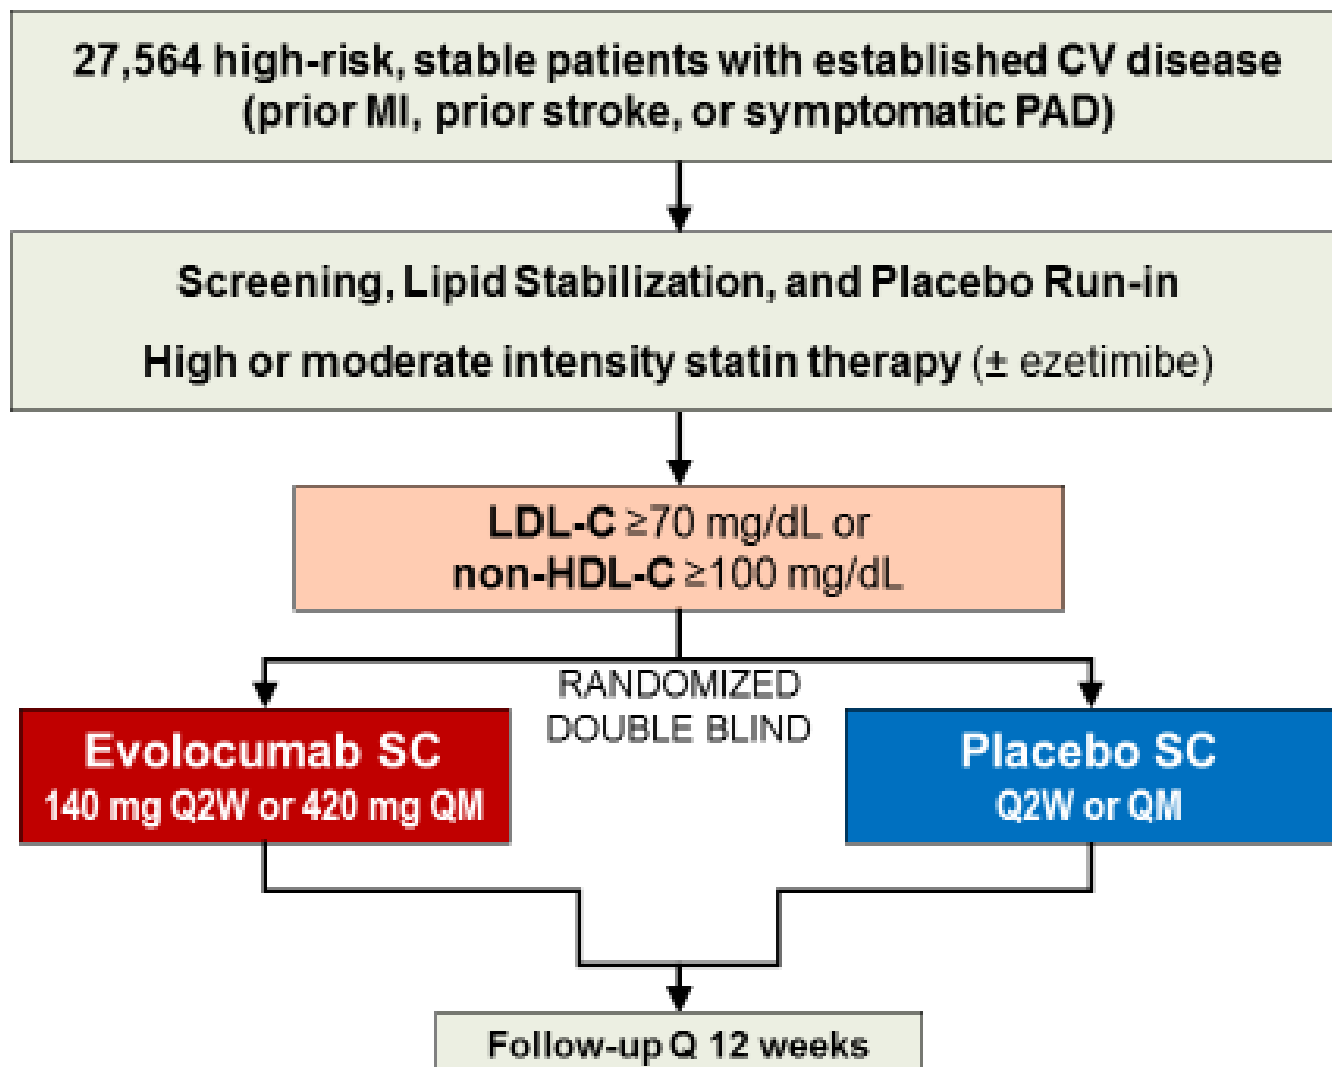 27,564 high-risk, stable patients with established CV disease
(prior MI, prior stroke, or symptomatic PAD)
Screening, Lipid Stabilization, and Placebo Run-in
High or moderate intensity statin therapy (± ezetimibe)
LDL-C ≥70 mg/dL or
non-HDL-C ≥100 mg/dL
RANDOMIZED
DOUBLE BLIND
Evolocumab SC
140 mg Q2W or 420 mg QM
Placebo SC
Q2W or QM
Follow-up Q 12 weeks